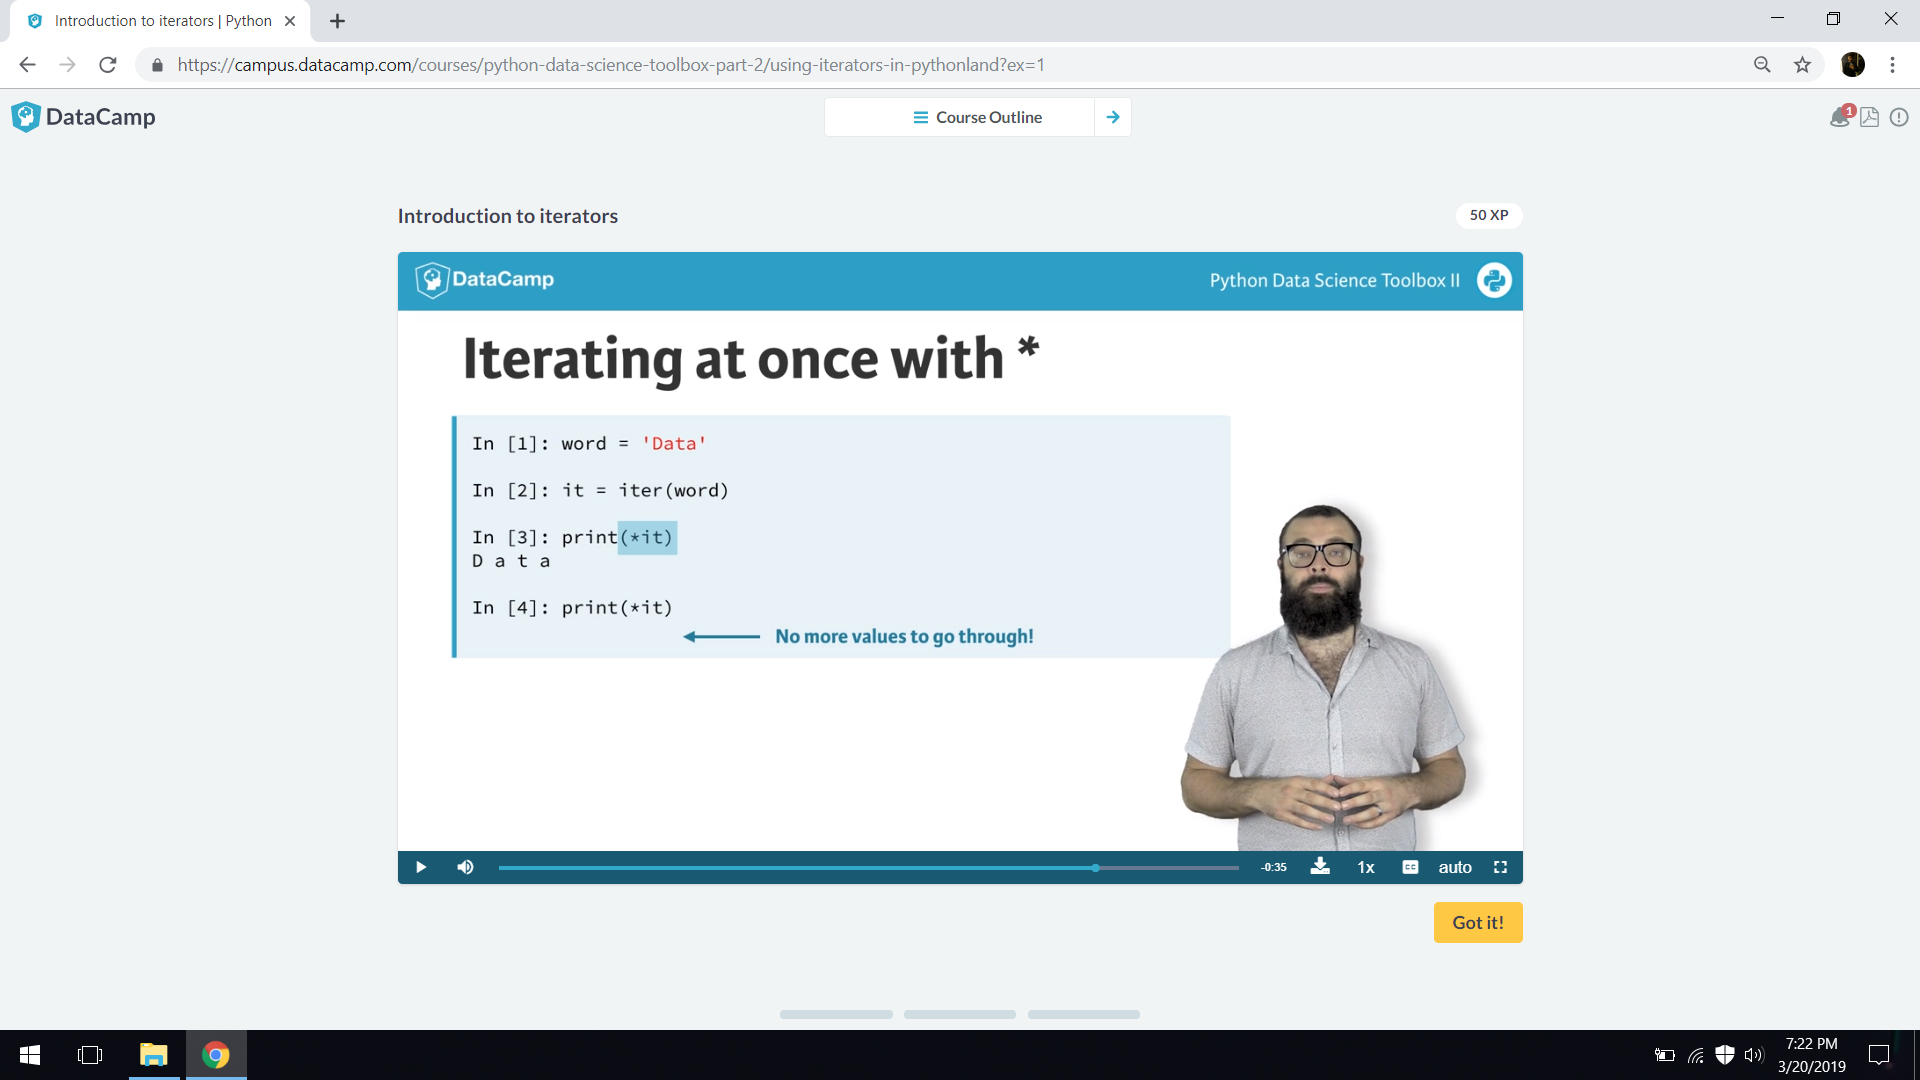 Introduction to iterators | Python
https://campus.datacamp.com/courses/python-data-science-toolbox-part-2/using-iterators-in-pythonland?ex=1
DataCamp
Course Outline
1
Introduction to iterators
50 XP
DataCamp
Python Data Science Toolbox II
Iterating at once with *
In [1]: word = 'Data'
In [2]: it = iter(word)
In [3]: print(*it)
D a t a
In [4]: print(*it)
No more values to go through!
-0:35
1x
cc
auto
Got it!
7:22 PM
3/20/2019